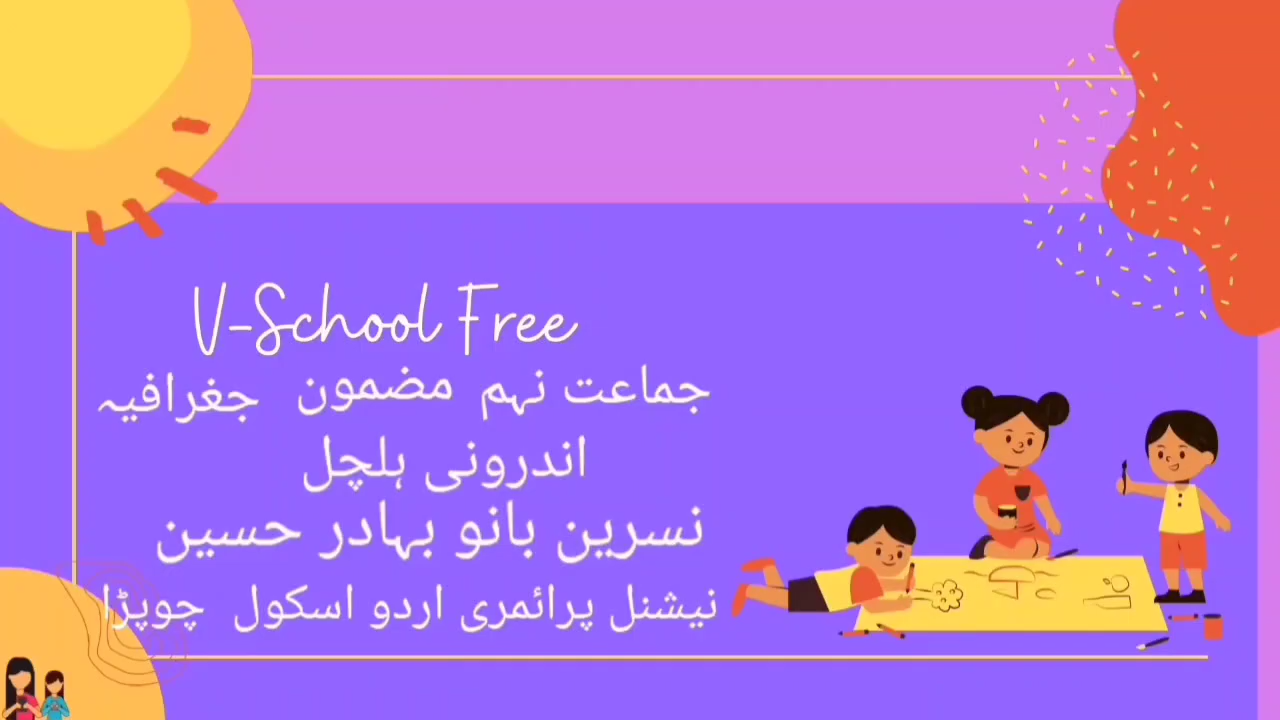 V-School Free
جماعت نہم مضمون جغرافیہ
اندرونی ہلچل
نسرین بانو بہادر حسین
نیشنل پرائمری اردو اسکول چوپڑا